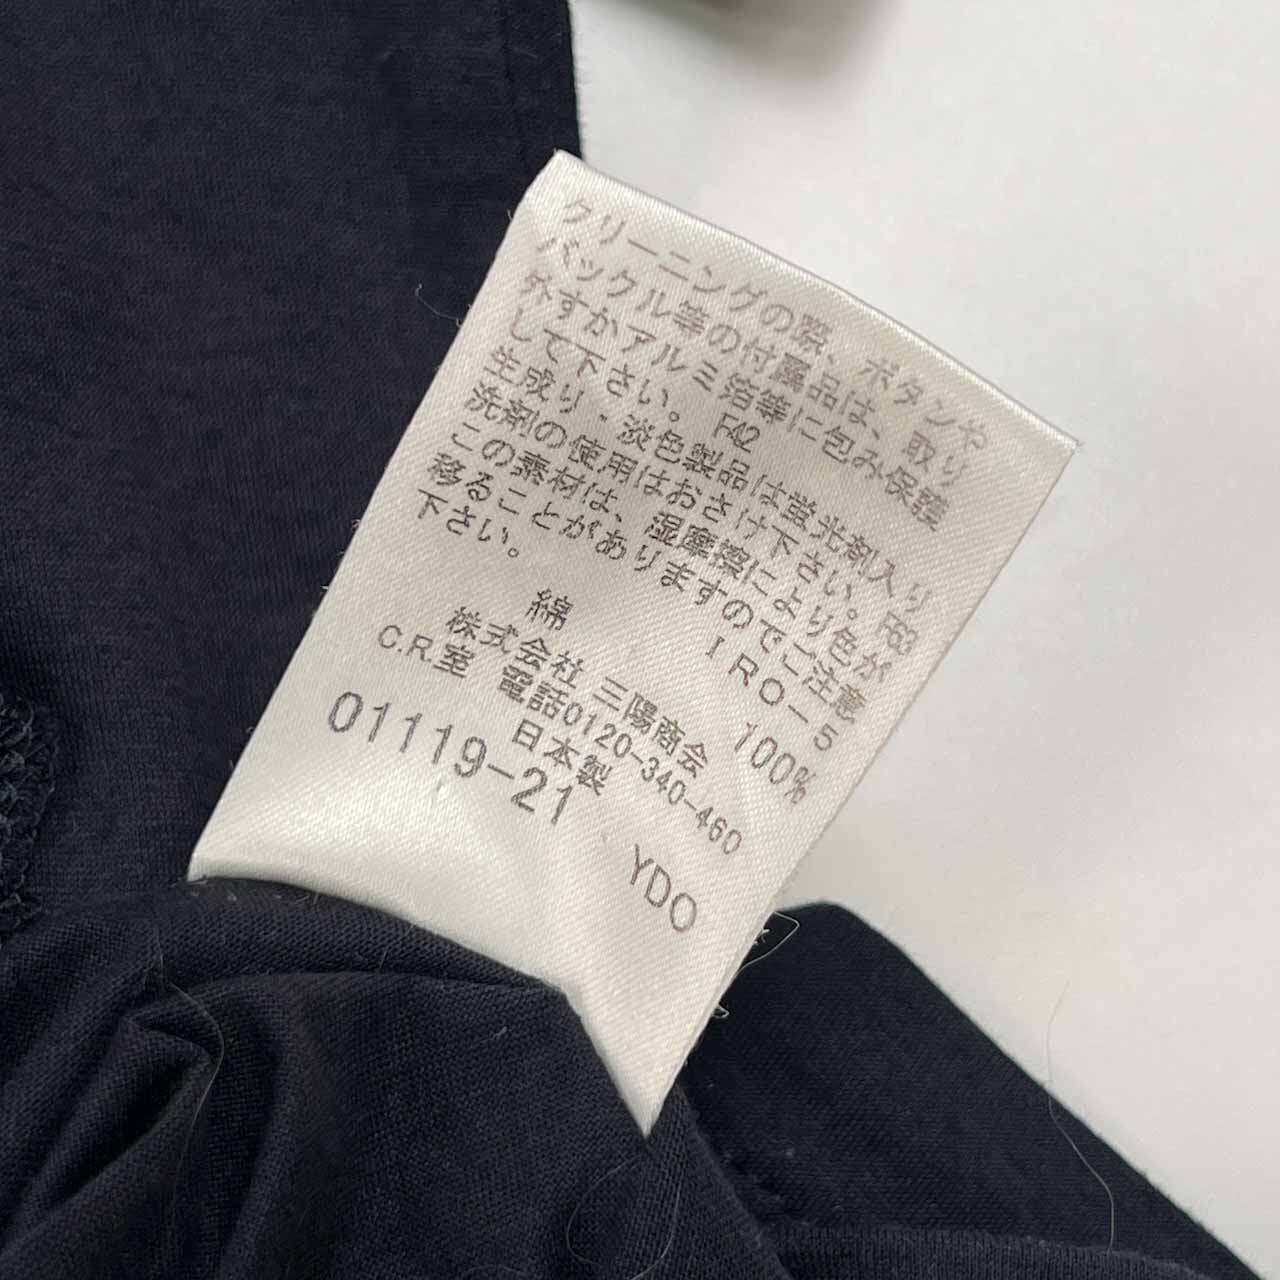 クリーニングの際、ボタンや
バックル等の付属品は、取り
外すかアルミ箔等に包み保護
して下さい。 F42
生成り・淡色製品は蛍光剤入り
洗剤の使用はおさけ下さい。 F63
この素材は、湿摩擦により色が
移ることがありますのでご注意
下さい。 IRO-5
綿 100%
株式会社 三陽商会
C.R.室 電話0120-340-460
日本製
01119-21 YDO